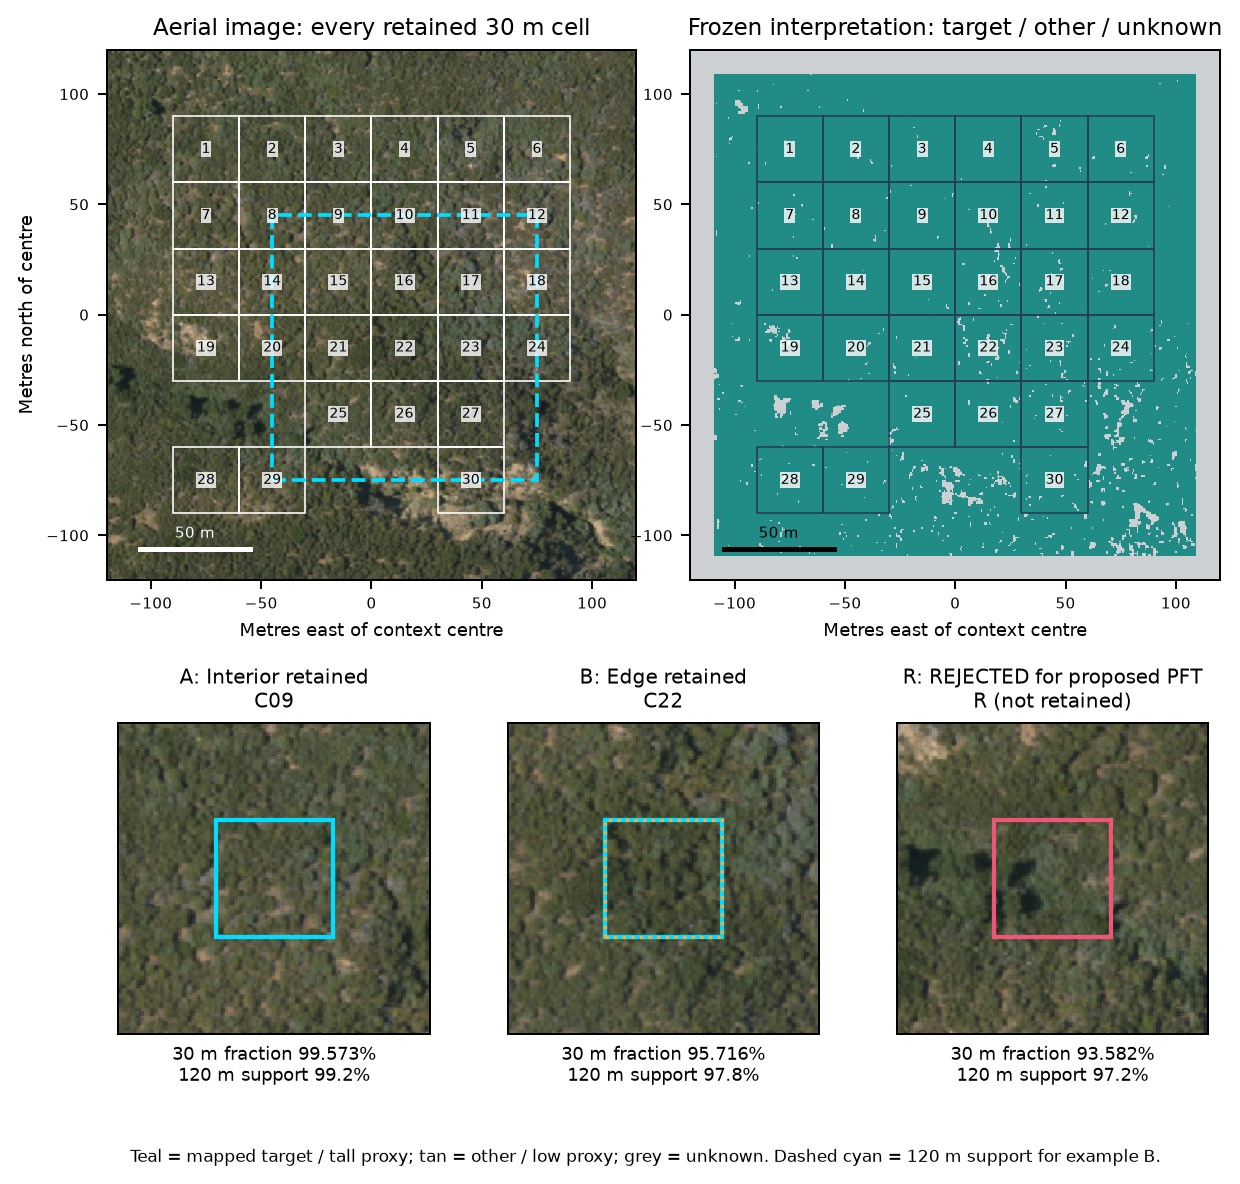 Aerial image: every retained 30 m cell
Frozen interpretation: target / other / unknown
Metres north of centre
100
50
0
−50
−100
1 2 3 4 5 6
7 8 9 10 11 12
13 14 15 16 17 18
19 20 21 22 23 24
25 26 27
28 29 30
50 m
−100 −50 0 50 100
Metres east of context centre
100
50
0
−50
−100
1 2 3 4 5 6
7 8 9 10 11 12
13 14 15 16 17 18
19 20 21 22 23 24
25 26 27
28 29 30
50 m
−100 −50 0 50 100
Metres east of context centre
A: Interior retained
C09
30 m fraction 99.573%
120 m support 99.2%
B: Edge retained
C22
30 m fraction 95.716%
120 m support 97.8%
R: REJECTED for proposed PFT
R (not retained)
30 m fraction 93.582%
120 m support 97.2%
Teal = mapped target / tall proxy; tan = other / low proxy; grey = unknown. Dashed cyan = 120 m support for example B.